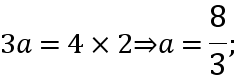 3a = 4 × 2 ⇒ a = 8/3;